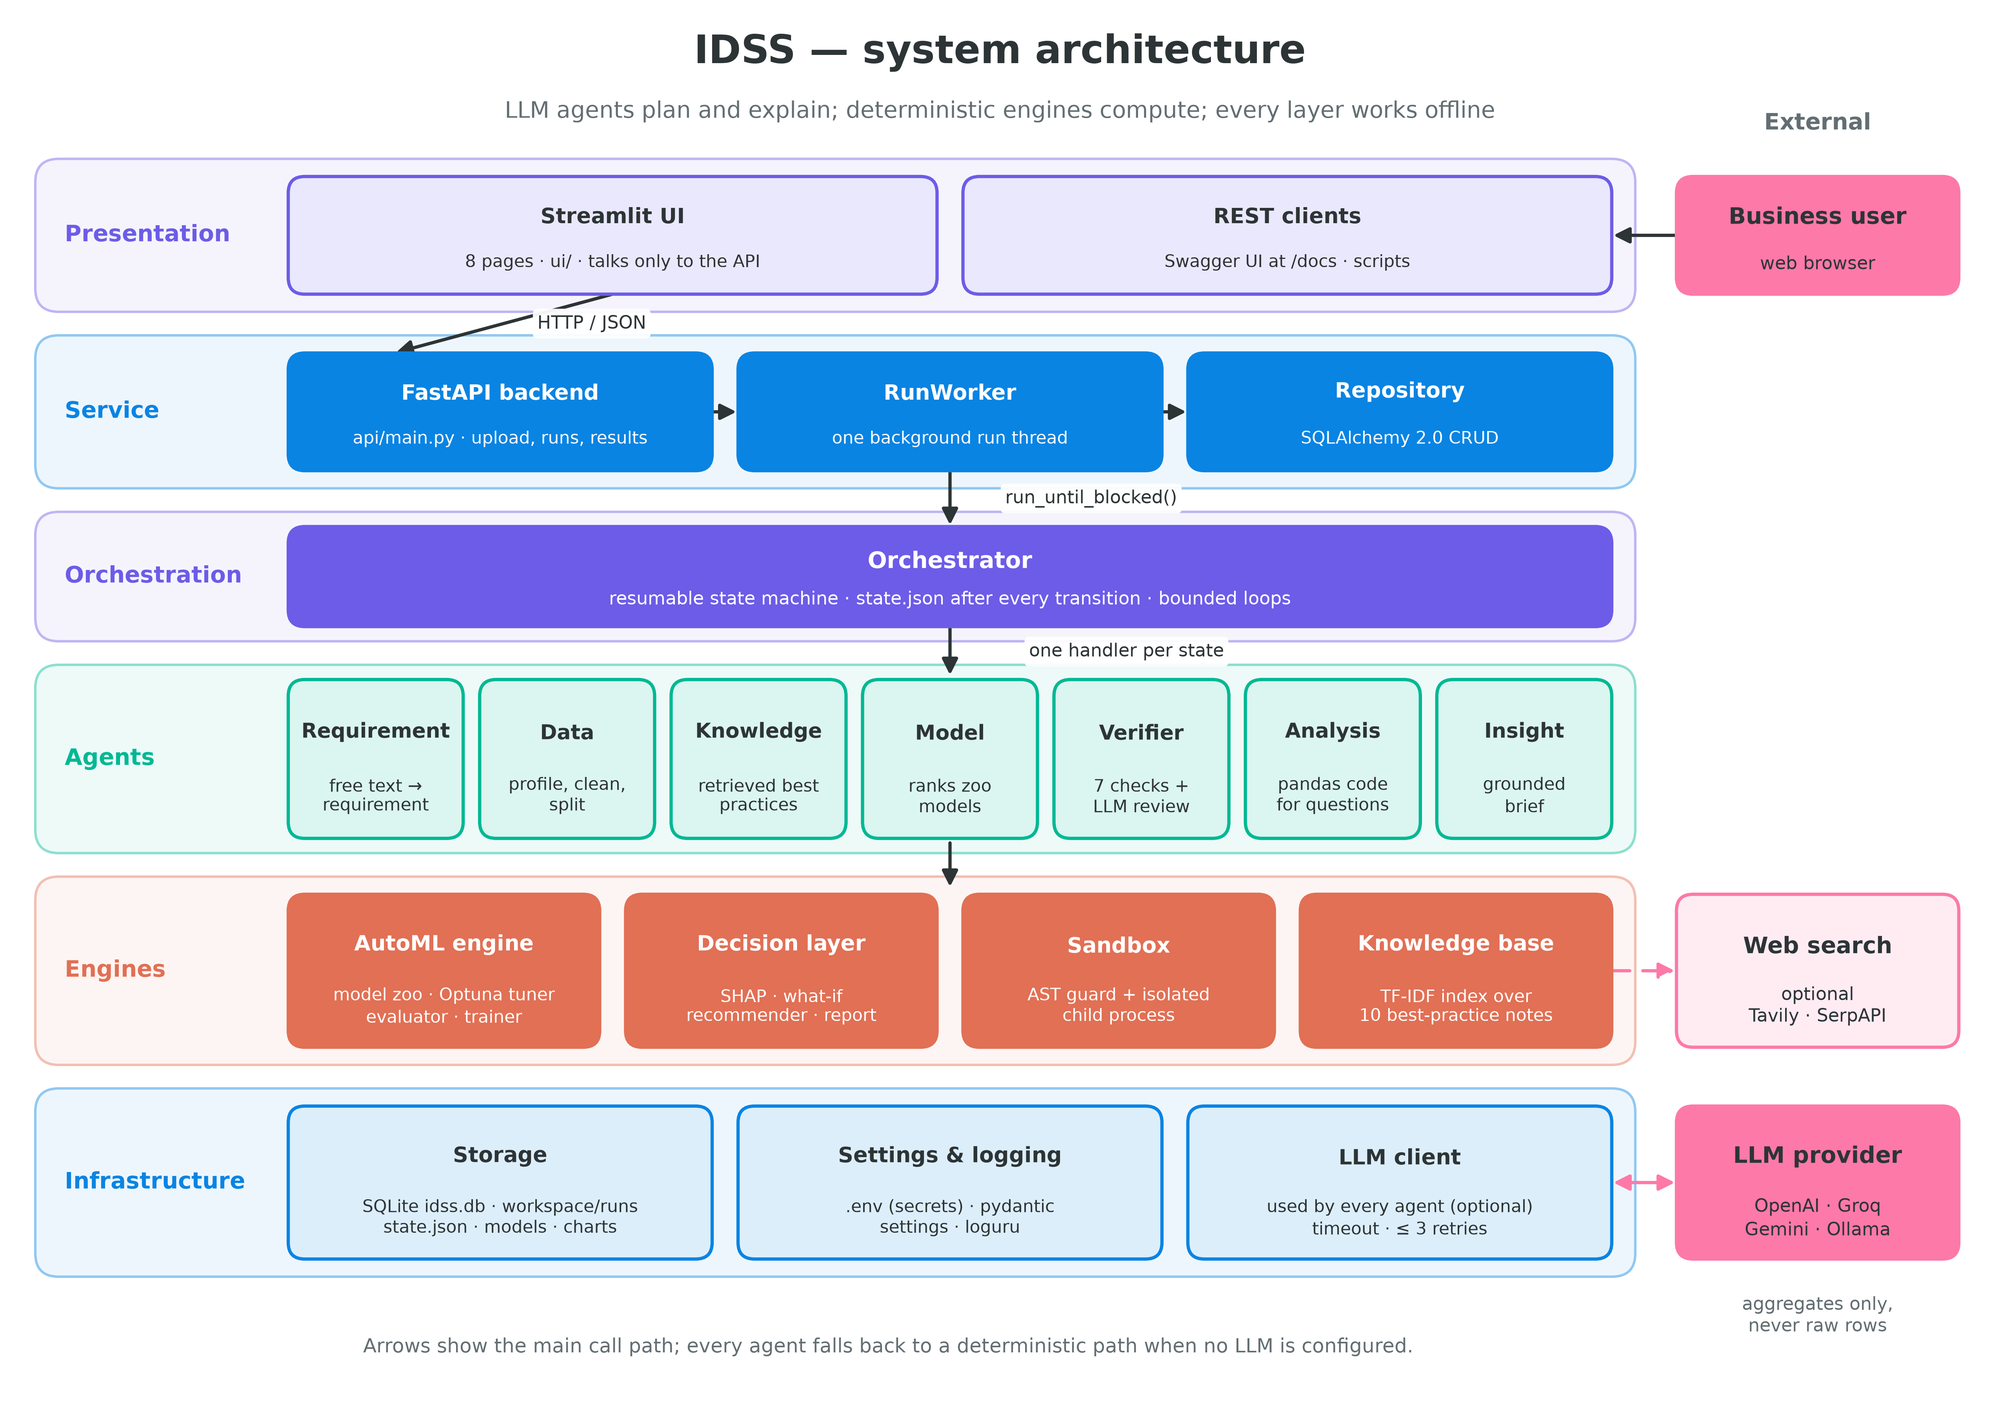 IDSS — system architecture
LLM agents plan and explain; deterministic engines compute; every layer works offline
External
Presentation
Streamlit UI
8 pages · ui/ · talks only to the API
REST clients
Swagger UI at /docs · scripts
Business user
web browser
HTTP / JSON
Service
FastAPI backend
api/main.py · upload, runs, results
RunWorker
one background run thread
Repository
SQLAlchemy 2.0 CRUD
run_until_blocked()
Orchestration
Orchestrator
resumable state machine · state.json after every transition · bounded loops
one handler per state
Agents
Requirement
free text →
requirement
Data
profile, clean,
split
Knowledge
retrieved best
practices
Model
ranks zoo
models
Verifier
7 checks +
LLM review
Analysis
pandas code
for questions
Insight
grounded
brief
Engines
AutoML engine
model zoo · Optuna tuner
evaluator · trainer
Decision layer
SHAP · what-if
recommender · report
Sandbox
AST guard + isolated
child process
Knowledge base
TF-IDF index over
10 best-practice notes
Web search
optional
Tavily · SerpAPI
Infrastructure
Storage
SQLite idss.db · workspace/runs
state.json · models · charts
Settings & logging
.env (secrets) · pydantic
settings · loguru
LLM client
used by every agent (optional)
timeout · ≤ 3 retries
LLM provider
OpenAI · Groq
Gemini · Ollama
aggregates only,
never raw rows
Arrows show the main call path; every agent falls back to a deterministic path when no LLM is configured.